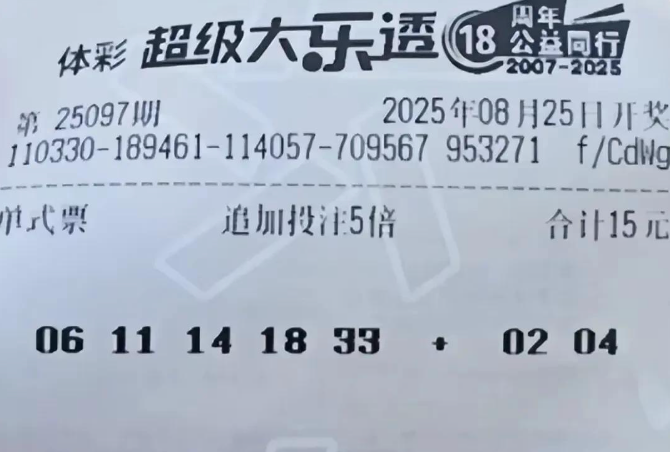 体彩 超级大乐透 18 周年 公益同行 2007-2025
第 25097期 2025年08月25日开奖
110330-189461-114057-709567 953271 f/CdWg
单式票 追加投注5倍 合计15元
06 11 14 18 33 + 02 04